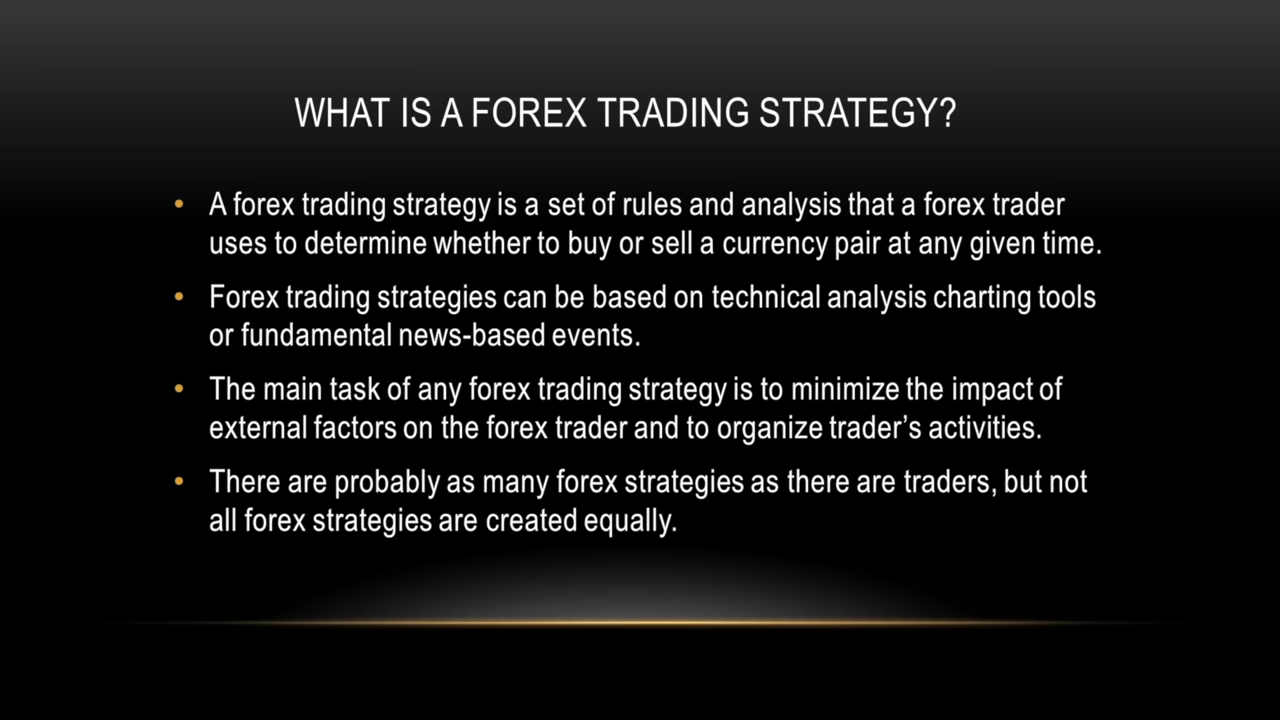 WHAT IS A FOREX TRADING STRATEGY?
• A forex trading strategy is a set of rules and analysis that a forex trader
uses to determine whether to buy or sell a currency pair at any given time.
• Forex trading strategies can be based on technical analysis charting tools
or fundamental news-based events.
• The main task of any forex trading strategy is to minimize the impact of
external factors on the forex trader and to organize trader’s activities.
• There are probably as many forex strategies as there are traders, but not
all forex strategies are created equally.